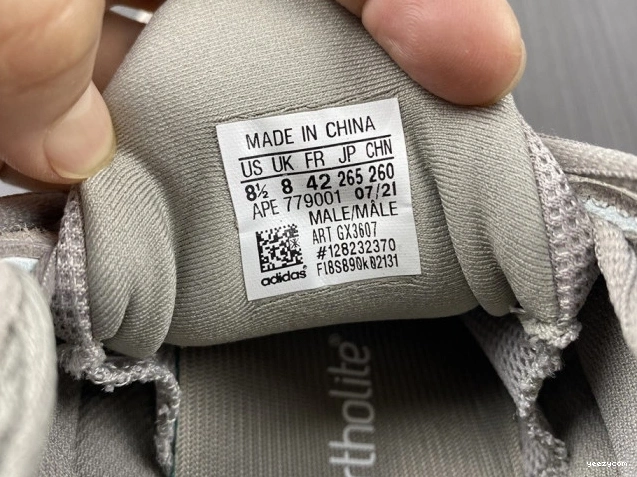 MADE IN CHINA
US UK FR JP CHN
8½ 8 42 265 260
APE 779001 07/21
MALE/MÂLE
ART GX3607
#128232370
FI8S890k02131
adidas
rtholite®
yeezycom.